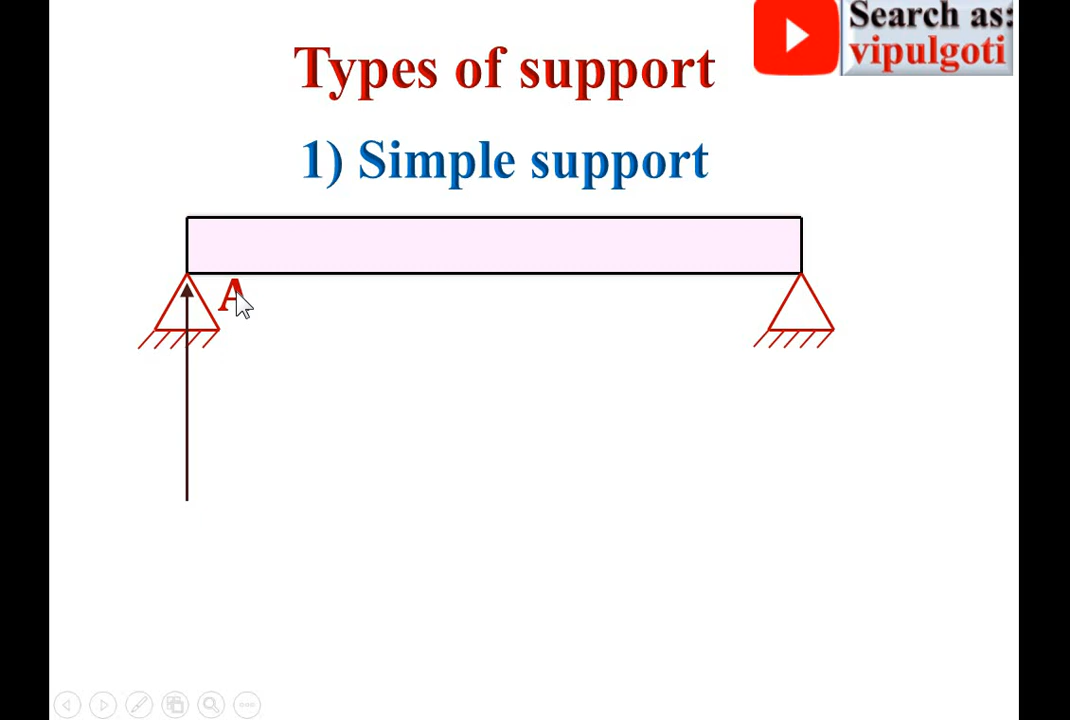 Search as:
vipulgoti
Types of support
1) Simple support
A